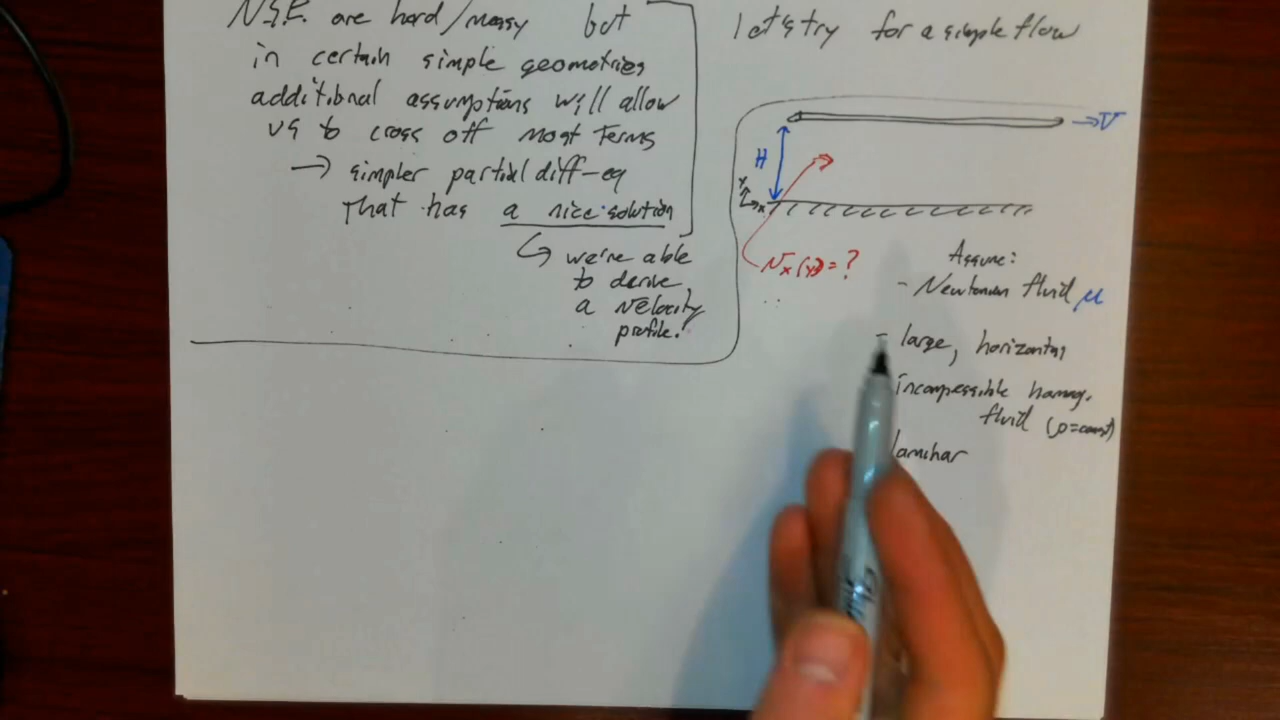 N.S.E. are hard/messy but
in certain simple geometries
additional assumptions will allow
us to cross off most terms
→ simpler partial diff-eq
that has a nice solution
↳ we're able
to derive
a velocity
profile.
let's try for a simple flow
→V
H
y
x
Vx(y)=?
Assume:
- Newtonian fluid μ
- large, horizontal
incompessible homog.
fluid (ρ=const)
laminar